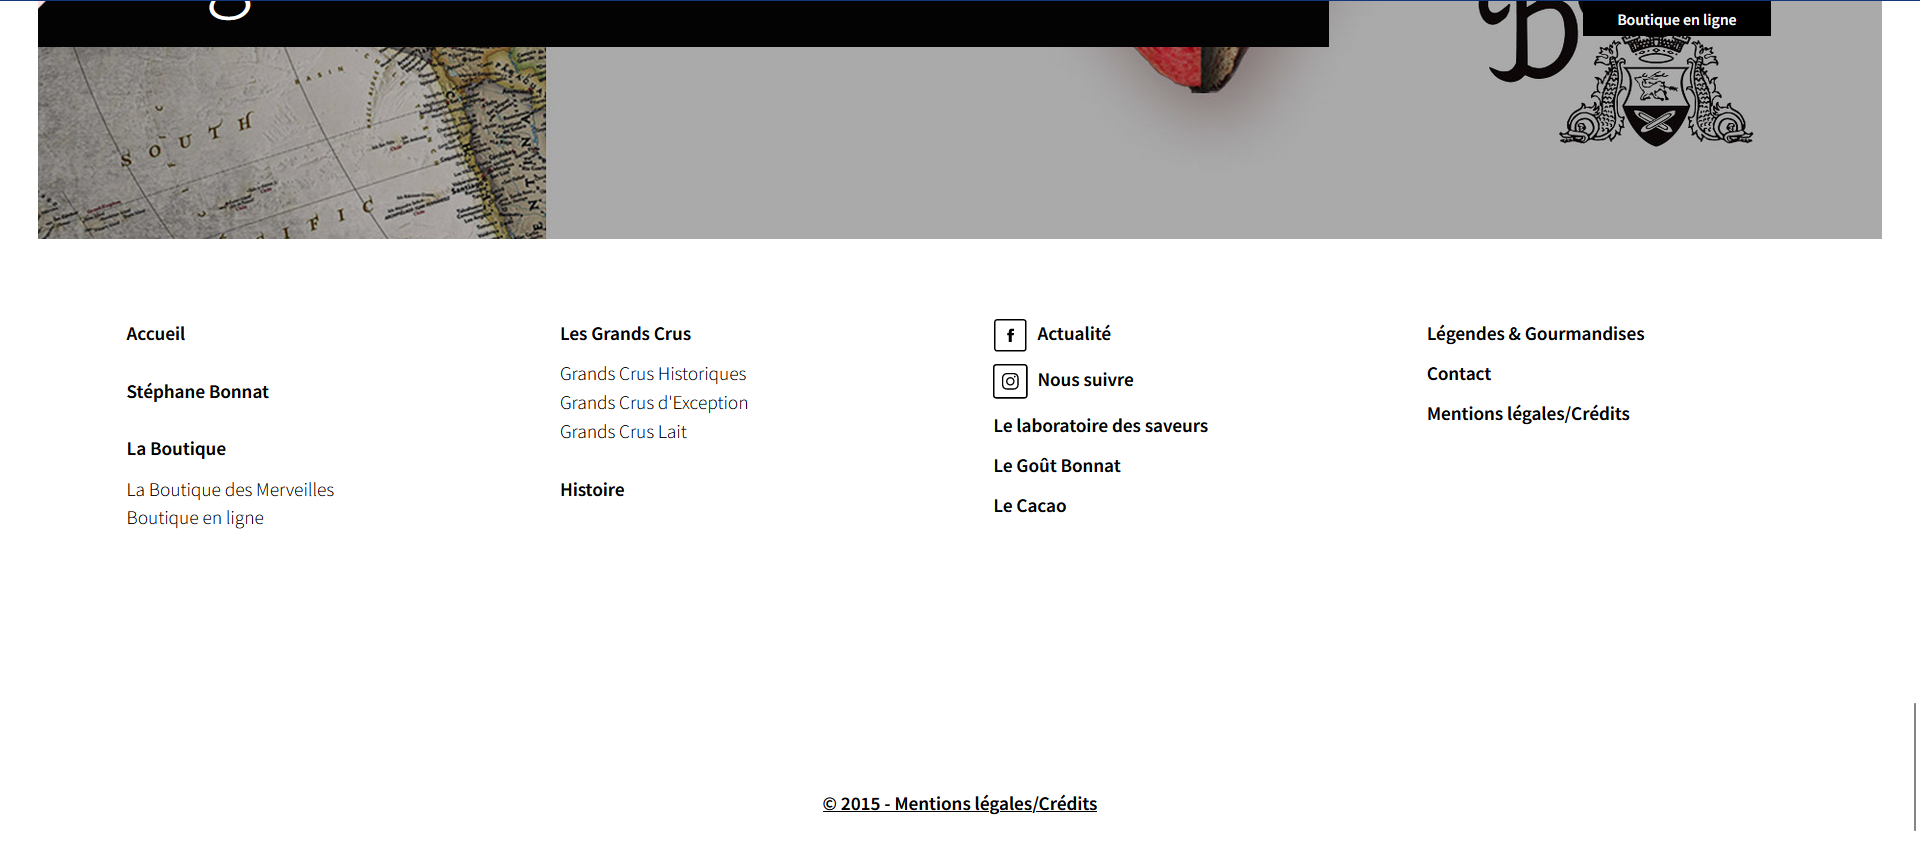 Boutique en ligne
BASIN
SOUTH
Santiago
Accueil
Stéphane Bonnat
La Boutique
La Boutique des Merveilles
Boutique en ligne
Les Grands Crus
Grands Crus Historiques
Grands Crus d'Exception
Grands Crus Lait
Histoire
Actualité
Nous suivre
Le laboratoire des saveurs
Le Goût Bonnat
Le Cacao
Légendes & Gourmandises
Contact
Mentions légales/Crédits
© 2015 - Mentions légales/Crédits